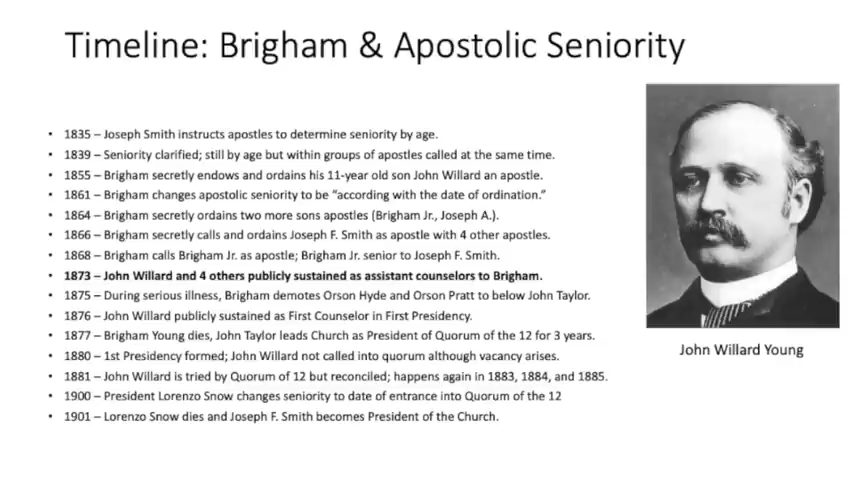 Timeline: Brigham & Apostolic Seniority
• 1835 – Joseph Smith instructs apostles to determine seniority by age.
• 1839 – Seniority clarified; still by age but within groups of apostles called at the same time.
• 1855 – Brigham secretly endows and ordains his 11-year old son John Willard an apostle.
• 1861 – Brigham changes apostolic seniority to be “according with the date of ordination.”
• 1864 – Brigham secretly ordains two more sons apostles (Brigham Jr., Joseph A.).
• 1866 – Brigham secretly calls and ordains Joseph F. Smith as apostle with 4 other apostles.
• 1868 – Brigham calls Brigham Jr. as apostle; Brigham Jr. senior to Joseph F. Smith.
• 1873 – John Willard and 4 others publicly sustained as assistant counselors to Brigham.
• 1875 – During serious illness, Brigham demotes Orson Hyde and Orson Pratt to below John Taylor.
• 1876 – John Willard publicly sustained as First Counselor in First Presidency.
• 1877 – Brigham Young dies, John Taylor leads Church as President of Quorum of the 12 for 3 years.
• 1880 – 1st Presidency formed; John Willard not called into quorum although vacancy arises.
• 1881 – John Willard is tried by Quorum of 12 but reconciled; happens again in 1883, 1884, and 1885.
• 1900 – President Lorenzo Snow changes seniority to date of entrance into Quorum of the 12
• 1901 – Lorenzo Snow dies and Joseph F. Smith becomes President of the Church.
John Willard Young